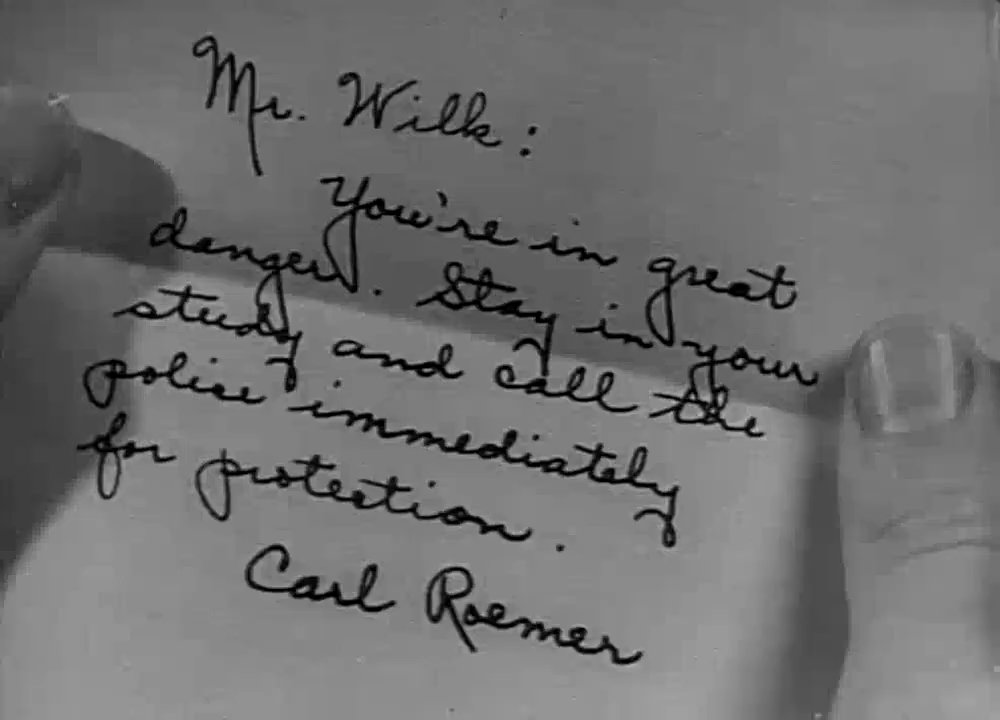 Mr. Wilk:
You're in great
danger. Stay in your
study and call the
police immediately
for protection.
Carl Roemer